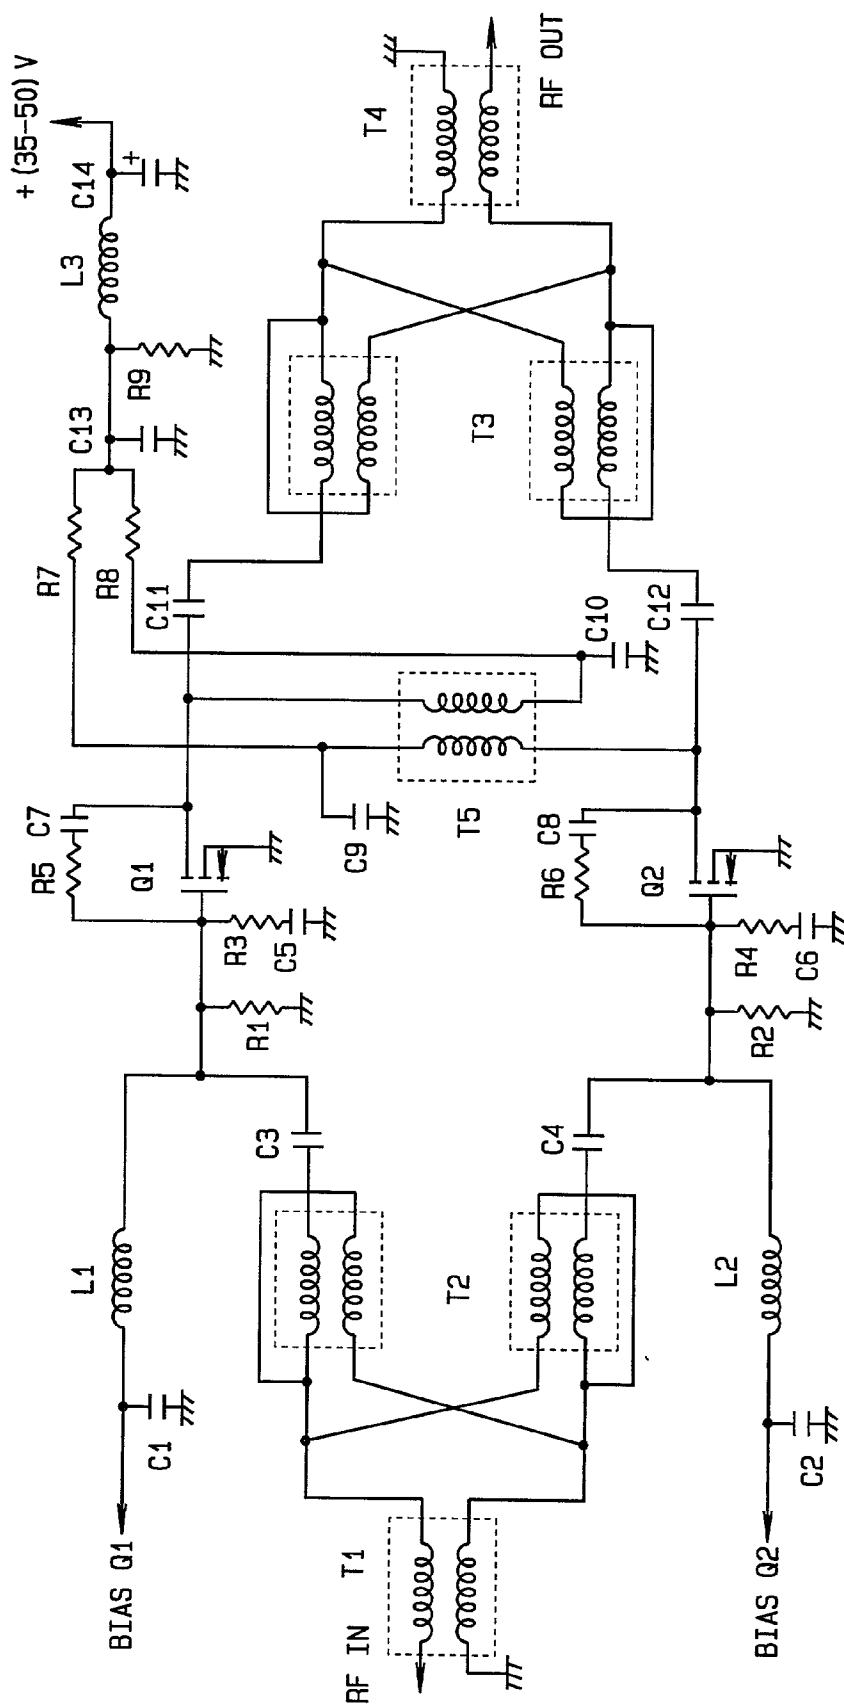 + (35-50) V
C14
L3
R9
C13
R7
R8
C11
C10
C12
T4
RF OUT
T3
T5
C9
C7
R5
Q1
R3
C5
R1
C8
R6
Q2
R4
C6
R2
L1
C3
C4
L2
T2
C1
C2
BIAS Q1
T1
RF IN
BIAS Q2
+